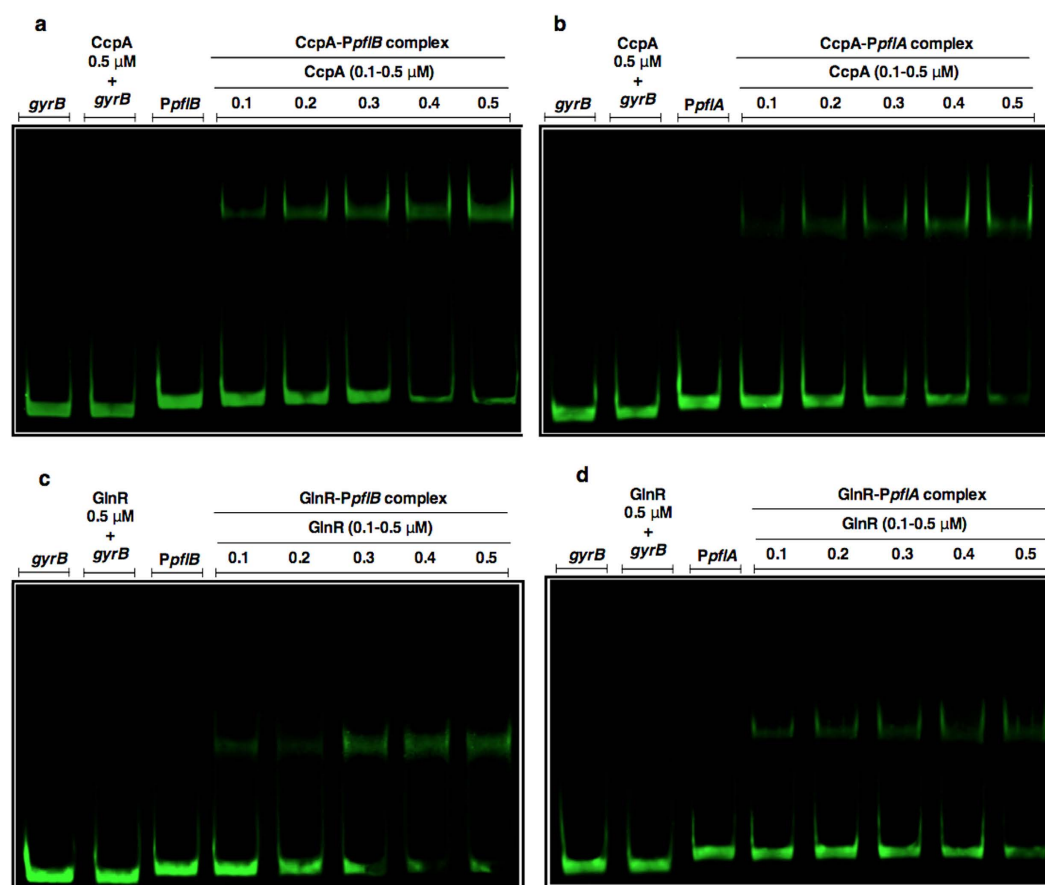 a
CcpA
0.5 μM
+
gyrB
CcpA-PpflB complex
CcpA (0.1-0.5 μM)
gyrB
PpflB
0.1 0.2 0.3 0.4 0.5
b
CcpA
0.5 μM
+
gyrB
CcpA-PpflA complex
CcpA (0.1-0.5 μM)
gyrB
PpflA
0.1 0.2 0.3 0.4 0.5
c
GlnR
0.5 μM
+
gyrB
GlnR-PpflB complex
GlnR (0.1-0.5 μM)
gyrB
PpflB
0.1 0.2 0.3 0.4 0.5
d
GlnR
0.5 μM
+
gyrB
GlnR-PpflA complex
GlnR (0.1-0.5 μM)
gyrB
PpflA
0.1 0.2 0.3 0.4 0.5